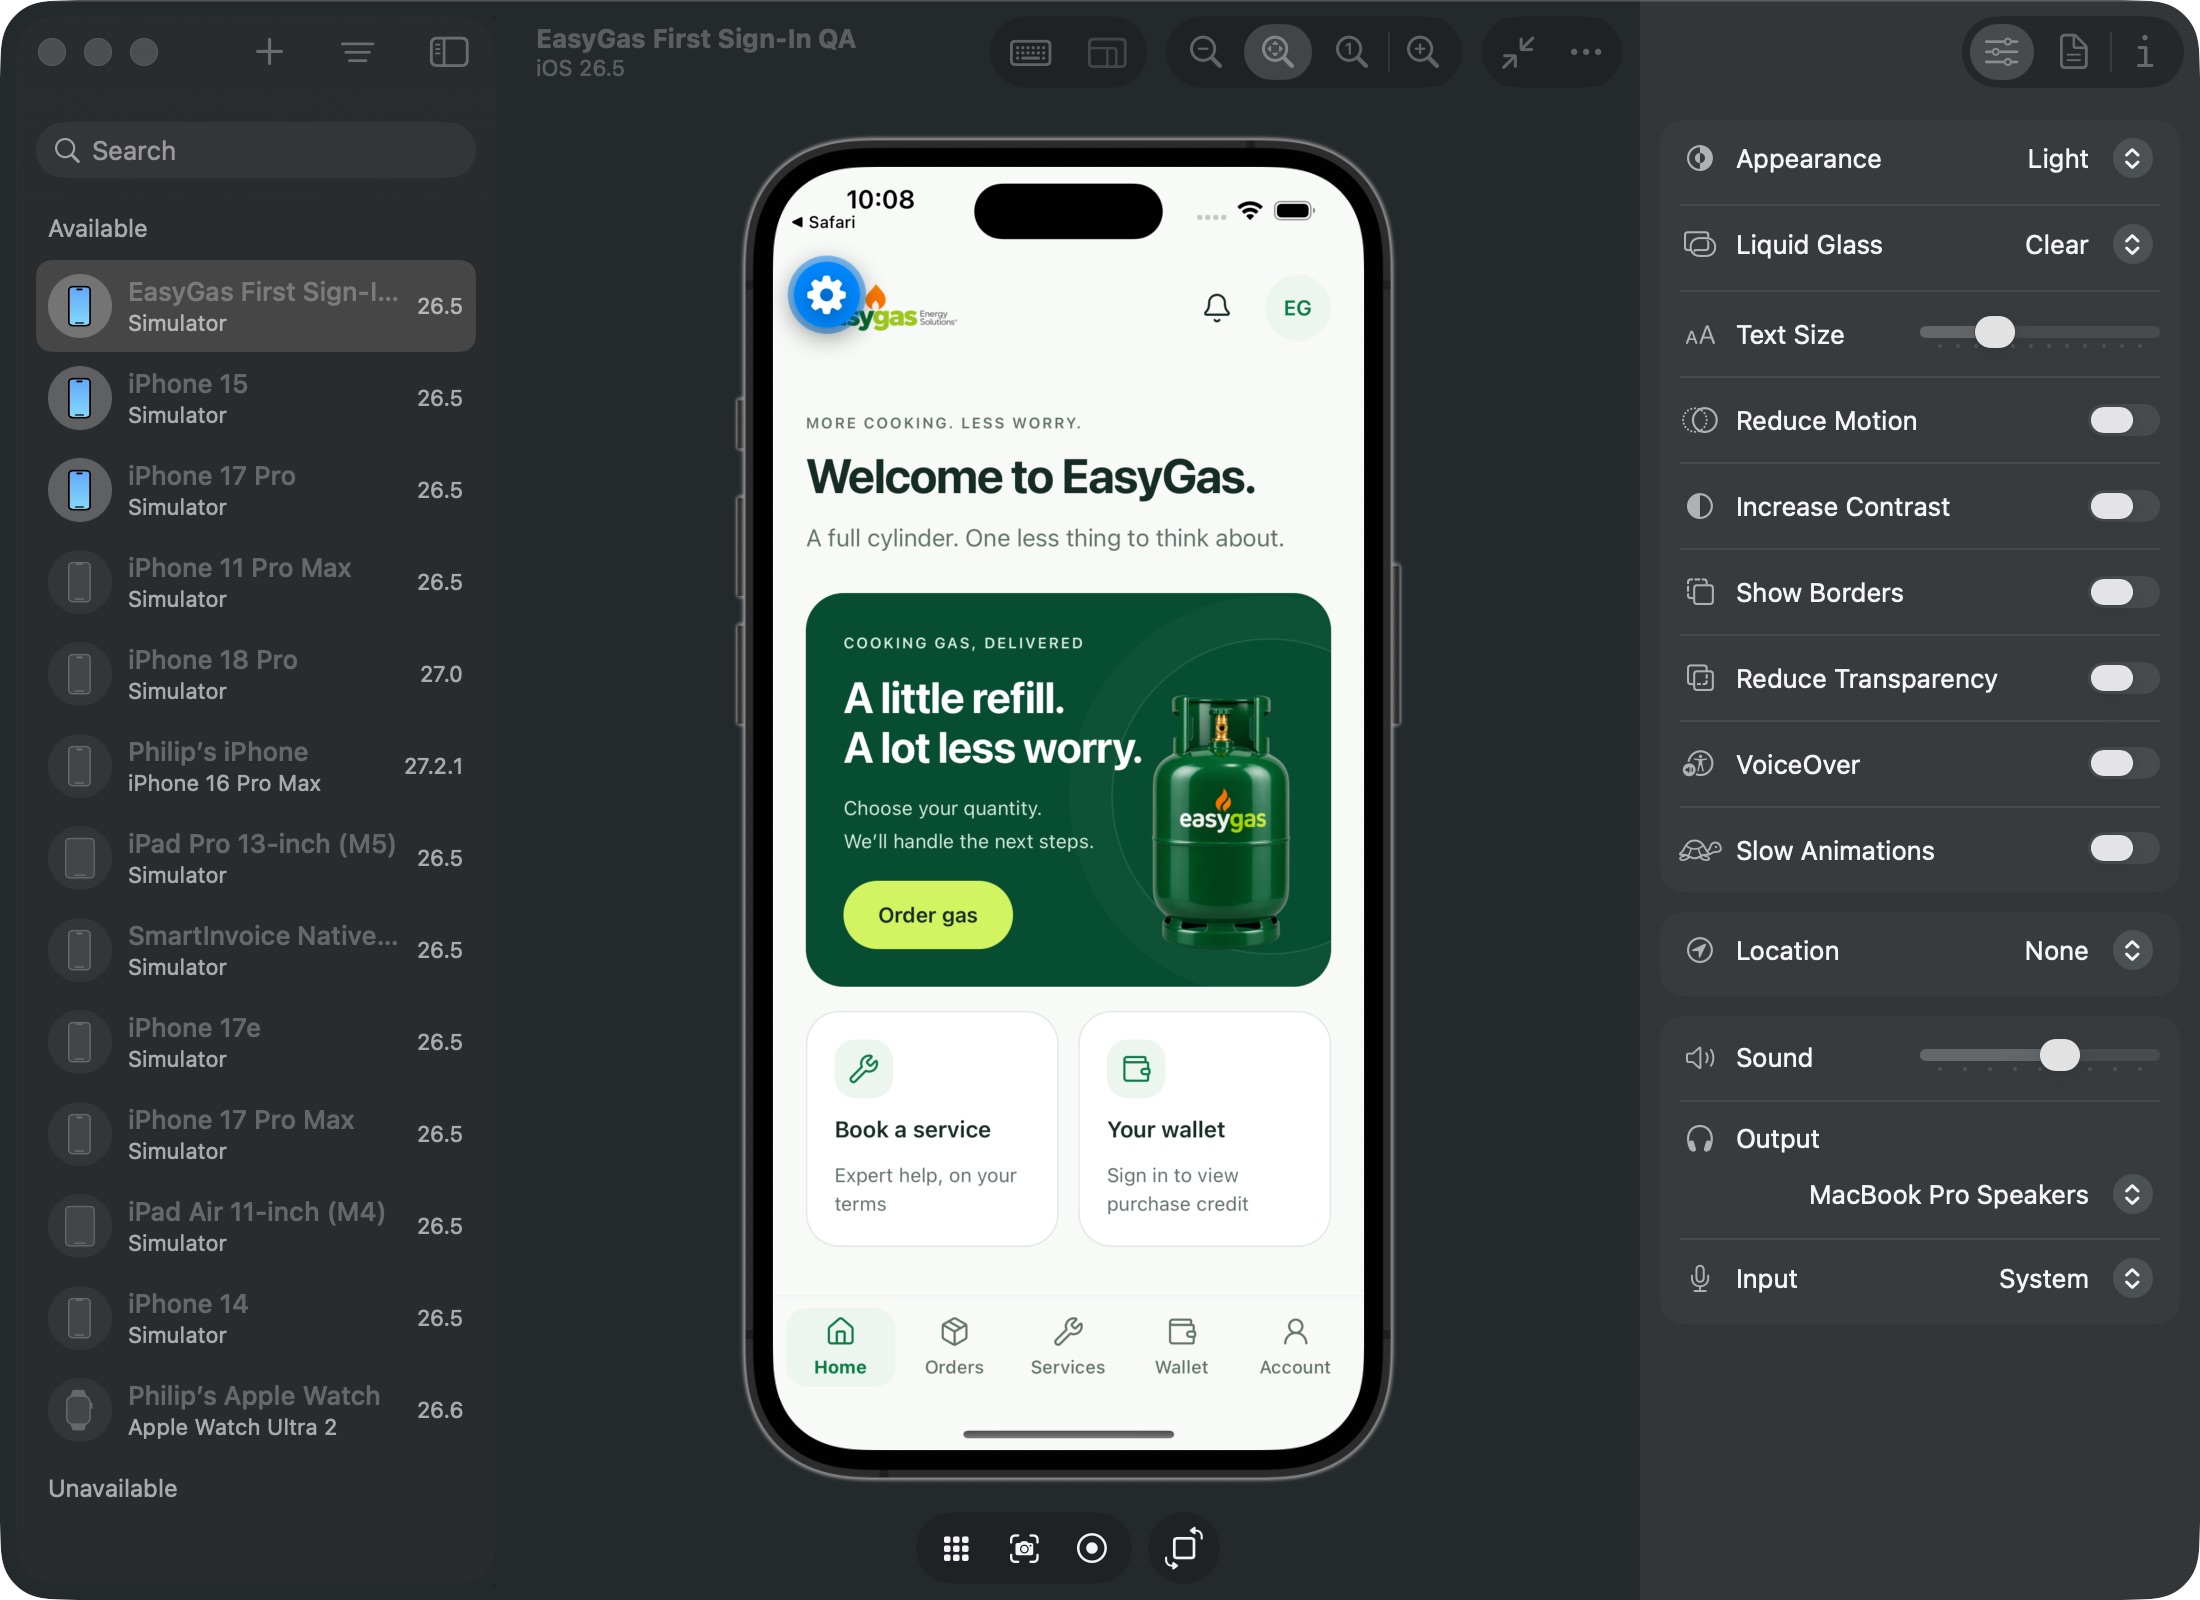 EasyGas First Sign-In QA
iOS 26.5
Search
Available
EasyGas First Sign-I...
Simulator
26.5
iPhone 15
Simulator
26.5
iPhone 17 Pro
Simulator
26.5
iPhone 11 Pro Max
Simulator
26.5
iPhone 18 Pro
Simulator
27.0
Philip’s iPhone
iPhone 16 Pro Max
27.2.1
iPad Pro 13-inch (M5)
Simulator
26.5
SmartInvoice Native...
Simulator
26.5
iPhone 17e
Simulator
26.5
iPhone 17 Pro Max
Simulator
26.5
iPad Air 11-inch (M4)
Simulator
26.5
iPhone 14
Simulator
26.5
Philip’s Apple Watch
Apple Watch Ultra 2
26.6
Unavailable
10:08
Safari
sygas Energy
Solutions
EG
MORE COOKING. LESS WORRY.
Welcome to EasyGas.
A full cylinder. One less thing to think about.
COOKING GAS, DELIVERED
A little refill.
A lot less worry.
Choose your quantity.
We’ll handle the next steps.
Order gas
easygas
Book a service
Expert help, on your
terms
Your wallet
Sign in to view
purchase credit
Home
Orders
Services
Wallet
Account
Appearance
Light
Liquid Glass
Clear
AA
Text Size
Reduce Motion
Increase Contrast
Show Borders
Reduce Transparency
VoiceOver
Slow Animations
Location
None
Sound
Output
MacBook Pro Speakers
Input
System